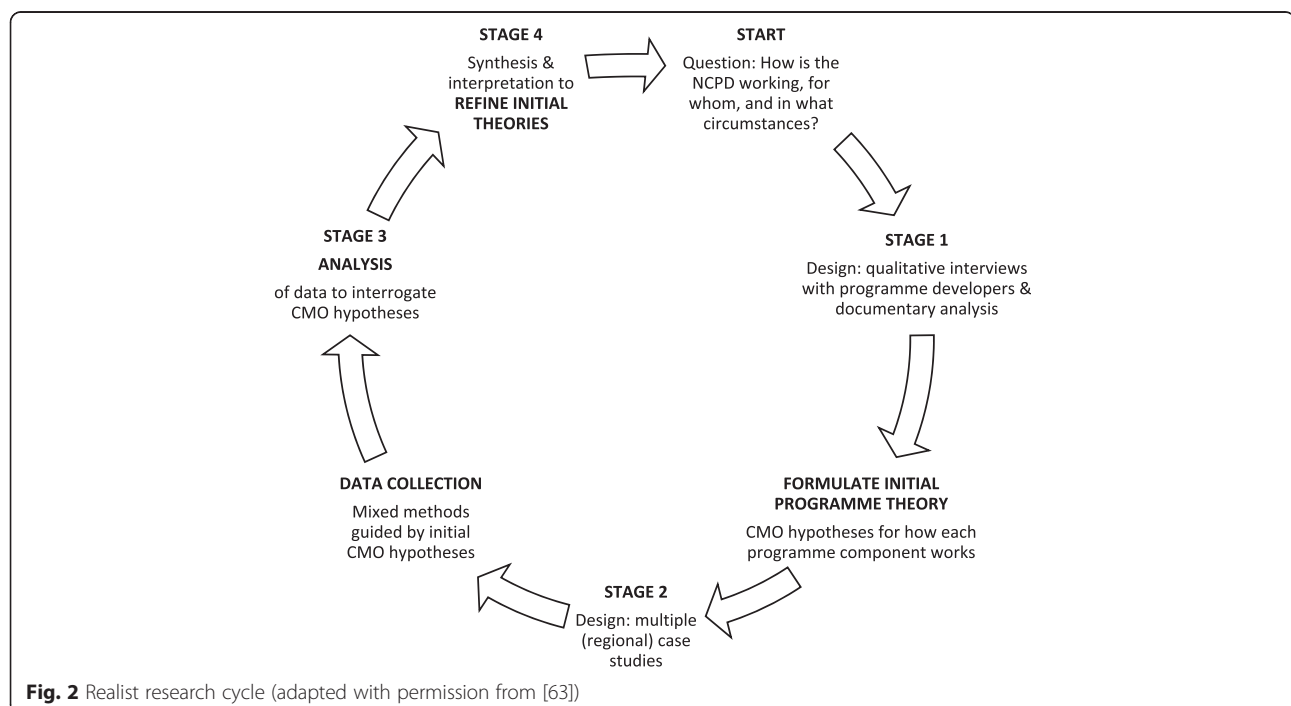 START
Question: How is the
NCPD working, for
whom, and in what
circumstances?
STAGE 1
Design: qualitative interviews
with programme developers &
documentary analysis
FORMULATE INITIAL
PROGRAMME THEORY
CMO hypotheses for how each
programme component works
STAGE 2
Design: multiple
(regional) case
studies
DATA COLLECTION
Mixed methods
guided by initial
CMO hypotheses
STAGE 3
ANALYSIS
of data to interrogate
CMO hypotheses
STAGE 4
Synthesis &
interpretation to
REFINE INITIAL
THEORIES
Fig. 2 Realist research cycle (adapted with permission from [63])